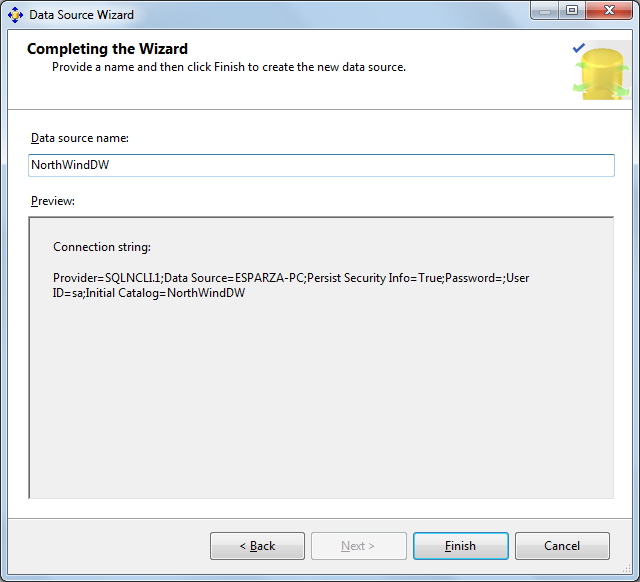 Data Source Wizard
Completing the Wizard
Provide a name and then click Finish to create the new data source.
Data source name:
NorthWindDW
Preview:
Connection string:
Provider=SQLNCLI.1;Data Source=ESPARZA-PC;Persist Security Info=True;Password=;User
ID=sa;Initial Catalog=NorthWindDW
< Back
Next >
Finish
Cancel